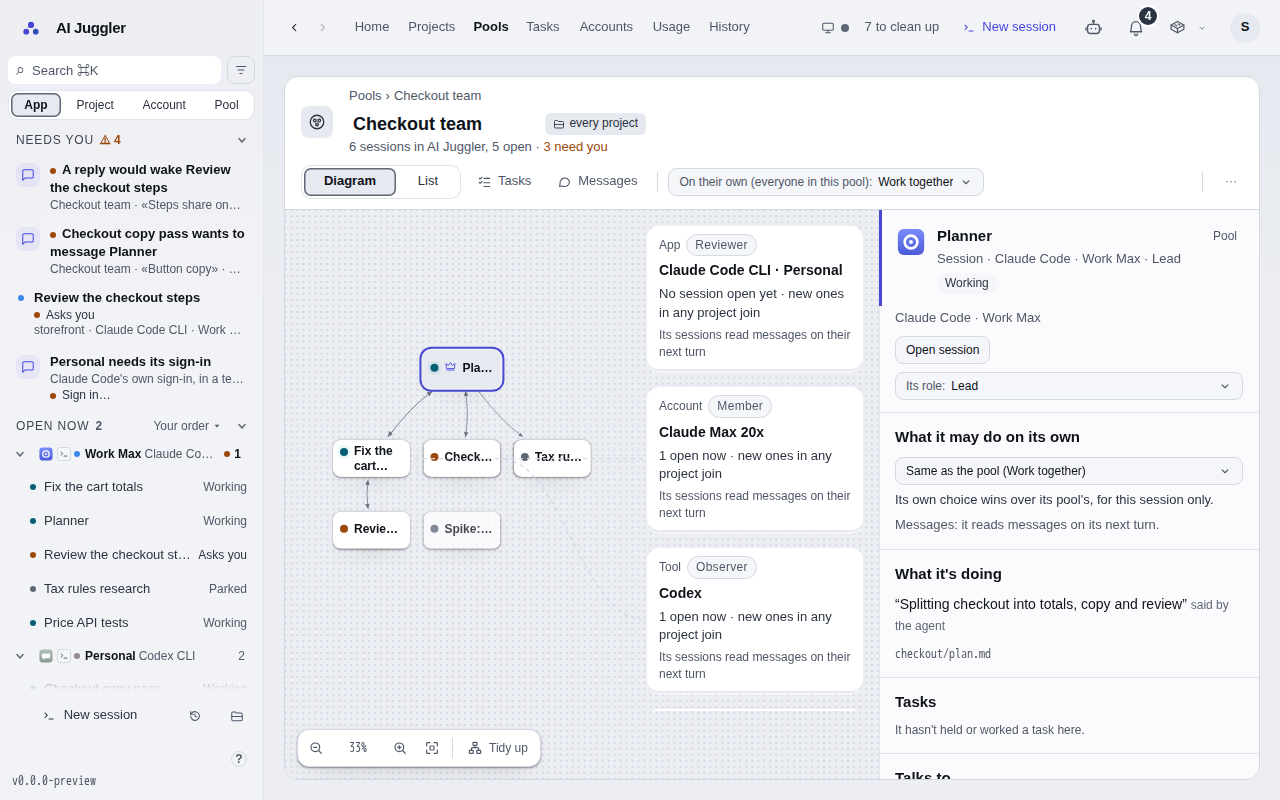 AI Juggler
Search ⌘K
App Project Account Pool
NEEDS YOU 4
A reply would wake Review the checkout steps
Checkout team · «Steps share on…
Checkout copy pass wants to message Planner
Checkout team · «Button copy» · …
Review the checkout steps
Asks you
storefront · Claude Code CLI · Work …
Personal needs its sign-in
Claude Code's own sign-in, in a te…
Sign in…
OPEN NOW 2 Your order
Work Max Claude Co… 1
Fix the cart totals Working
Planner Working
Review the checkout st… Asks you
Tax rules research Parked
Price API tests Working
Personal Codex CLI 2
Checkout copy pass Working
New session
?
v0.0.0-preview
Home Projects Pools Tasks Accounts Usage History
7 to clean up
New session
4
S
Pools › Checkout team
Checkout team every project
6 sessions in AI Juggler, 5 open · 3 need you
Diagram List Tasks Messages
On their own (everyone in this pool): Work together
Pla…
Fix the cart…
Check…
Tax ru…
Revie…
Spike:…
App Reviewer
Claude Code CLI · Personal
No session open yet · new ones in any project join
Its sessions read messages on their next turn
Account Member
Claude Max 20x
1 open now · new ones in any project join
Its sessions read messages on their next turn
Tool Observer
Codex
1 open now · new ones in any project join
Its sessions read messages on their next turn
33%
Tidy up
Planner Pool
Session · Claude Code · Work Max · Lead
Working
Claude Code · Work Max
Open session
Its role: Lead
What it may do on its own
Same as the pool (Work together)
Its own choice wins over its pool's, for this session only.
Messages: it reads messages on its next turn.
What it's doing
“Splitting checkout into totals, copy and review” said by the agent
checkout/plan.md
Tasks
It hasn't held or worked a task here.
Talks to